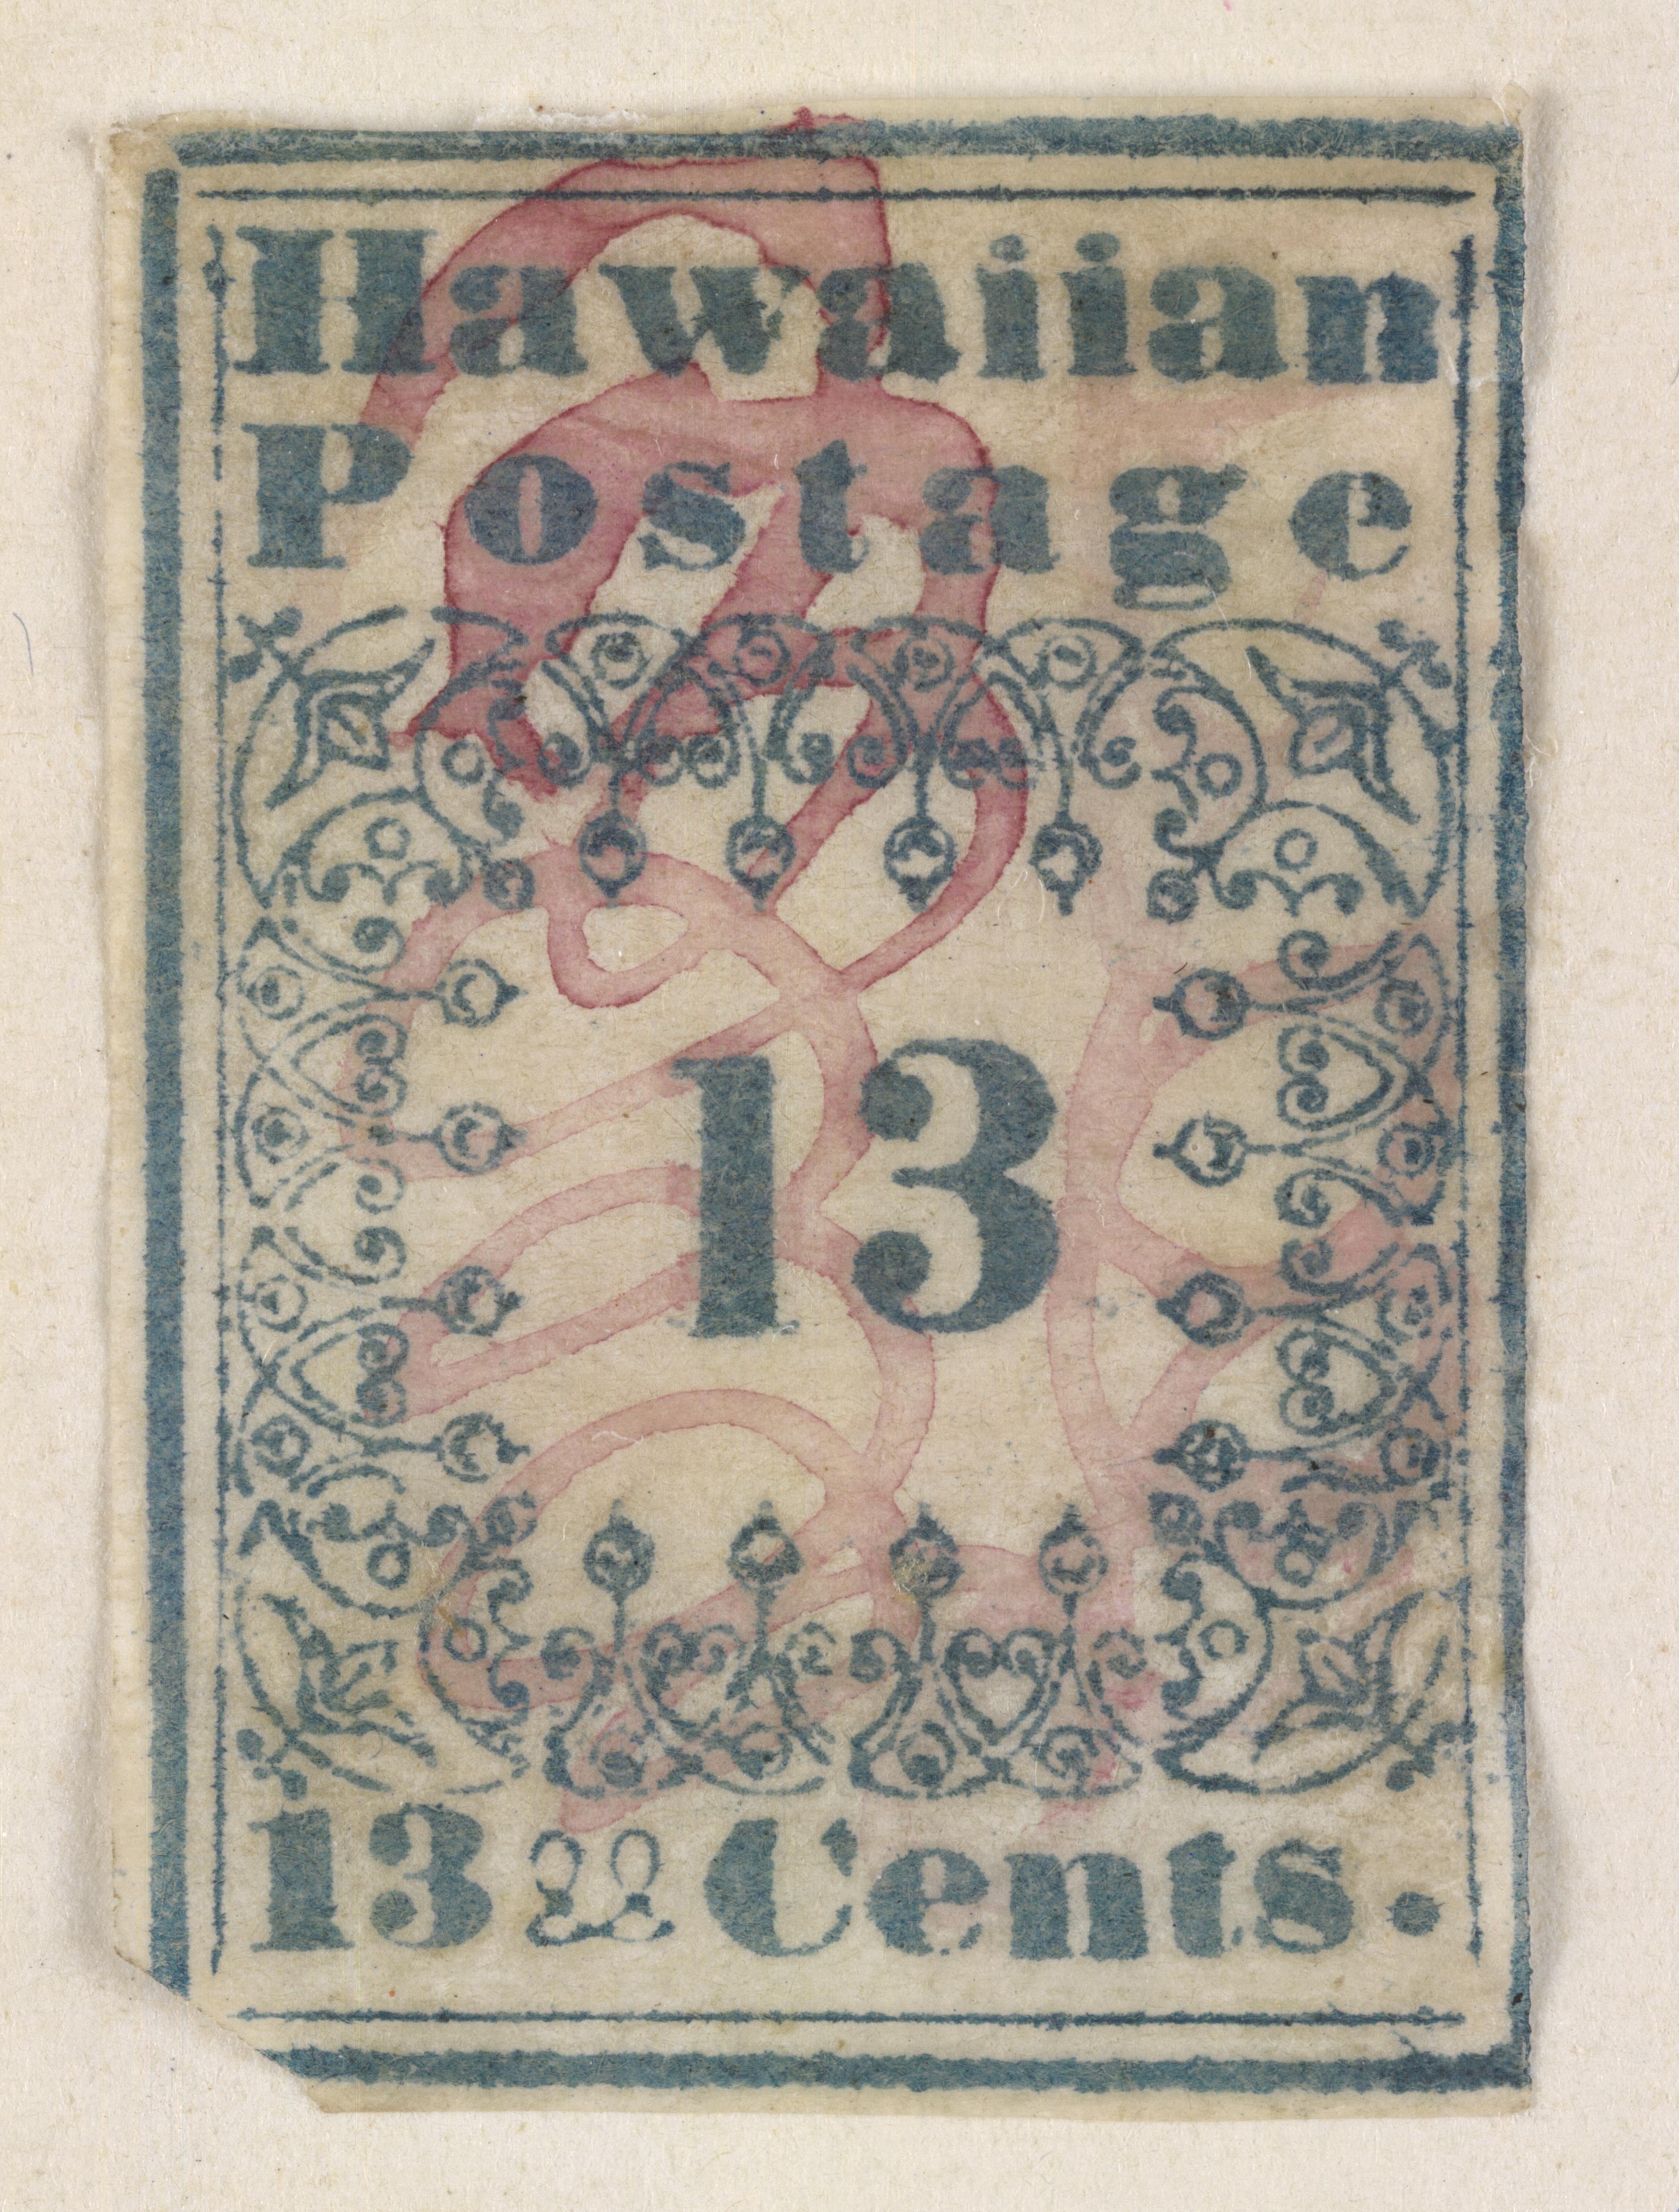 Hawaiian
Postage
13
13 Cents.